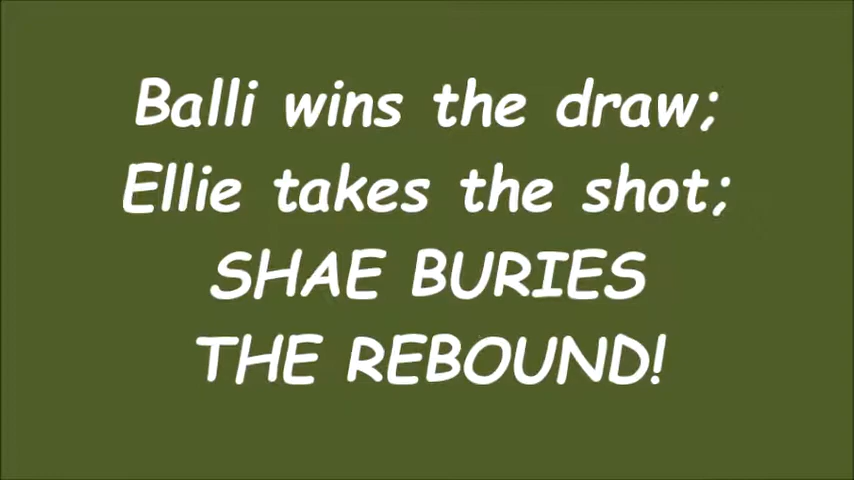 Balli wins the draw;
Ellie takes the shot;
SHAE BURIES
THE REBOUND!